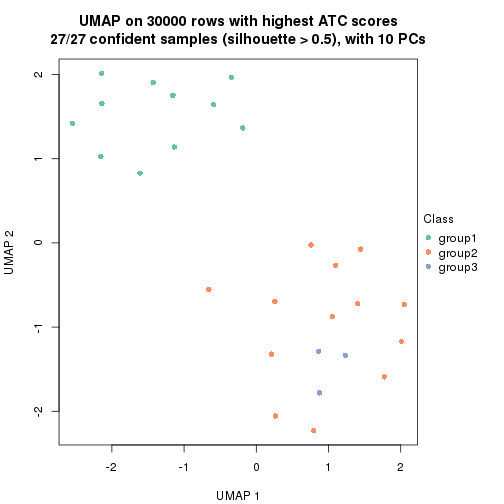 UMAP on 30000 rows with highest ATC scores
27/27 confident samples (silhouette > 0.5), with 10 PCs
2
1
0
-1
-2
UMAP 2
-2
-1
0
1
2
UMAP 1
Class
group1
group2
group3